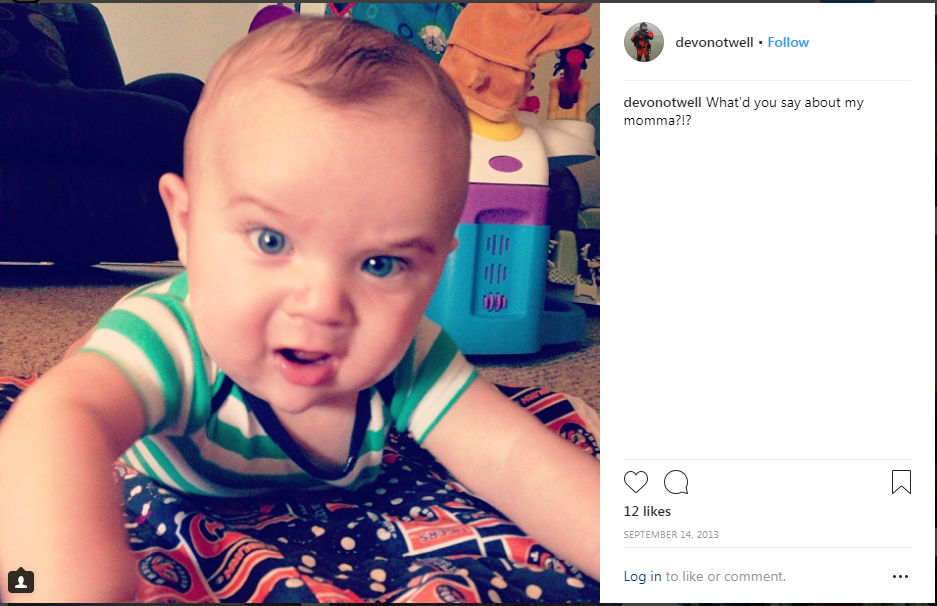 devonotwell • Follow
devonotwell What'd you say about my
momma?!?
12 likes
SEPTEMBER 14, 2013
Log in to like or comment.